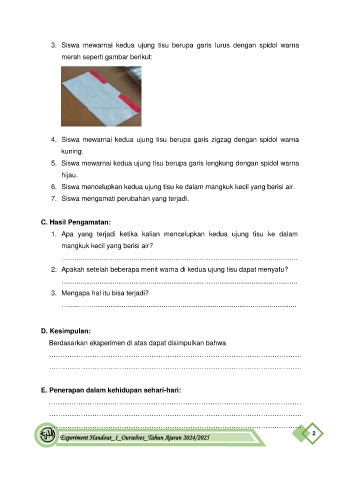 3. Siswa mewarnai kedua ujung tisu berupa garis lurus dengan spidol warna
merah seperti gambar berikut:
4. Siswa mewarnai kedua ujung tisu berupa garis zigzag dengan spidol warna
kuning.
5. Siswa mewarnai kedua ujung tisu berupa garis lengkung dengan spidol warna
hijau.
6. Siswa mencelupkan kedua ujung tisu ke dalam mangkuk kecil yang berisi air.
7. Siswa mengamati perubahan yang terjadi.
C. Hasil Pengamatan:
1. Apa yang terjadi ketika kalian mencelupkan kedua ujung tisu ke dalam
mangkuk kecil yang berisi air?
2. Apakah setelah beberapa menit warna di kedua ujung tisu dapat menyatu?
3. Mengapa hal itu bisa terjadi?
D. Kesimpulan:
Berdasarkan eksperimen di atas dapat disimpulkan bahwa
E. Penerapan dalam kehidupan sehari-hari:
Experiment Handout_1_Ourselves_Tahun Ajaran 2024/2025
2